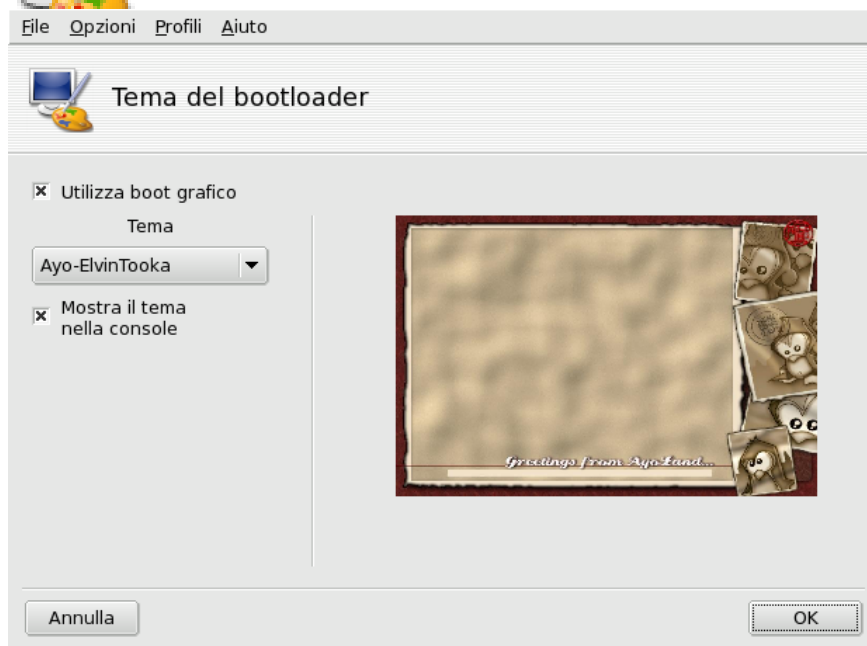 File Opzioni Profili Aiuto
Tema del bootloader
Utilizza boot grafico
Tema
Ayo-ElvinTooka
Mostra il tema
nella console
Greetings from AyoLand...
Annulla
OK